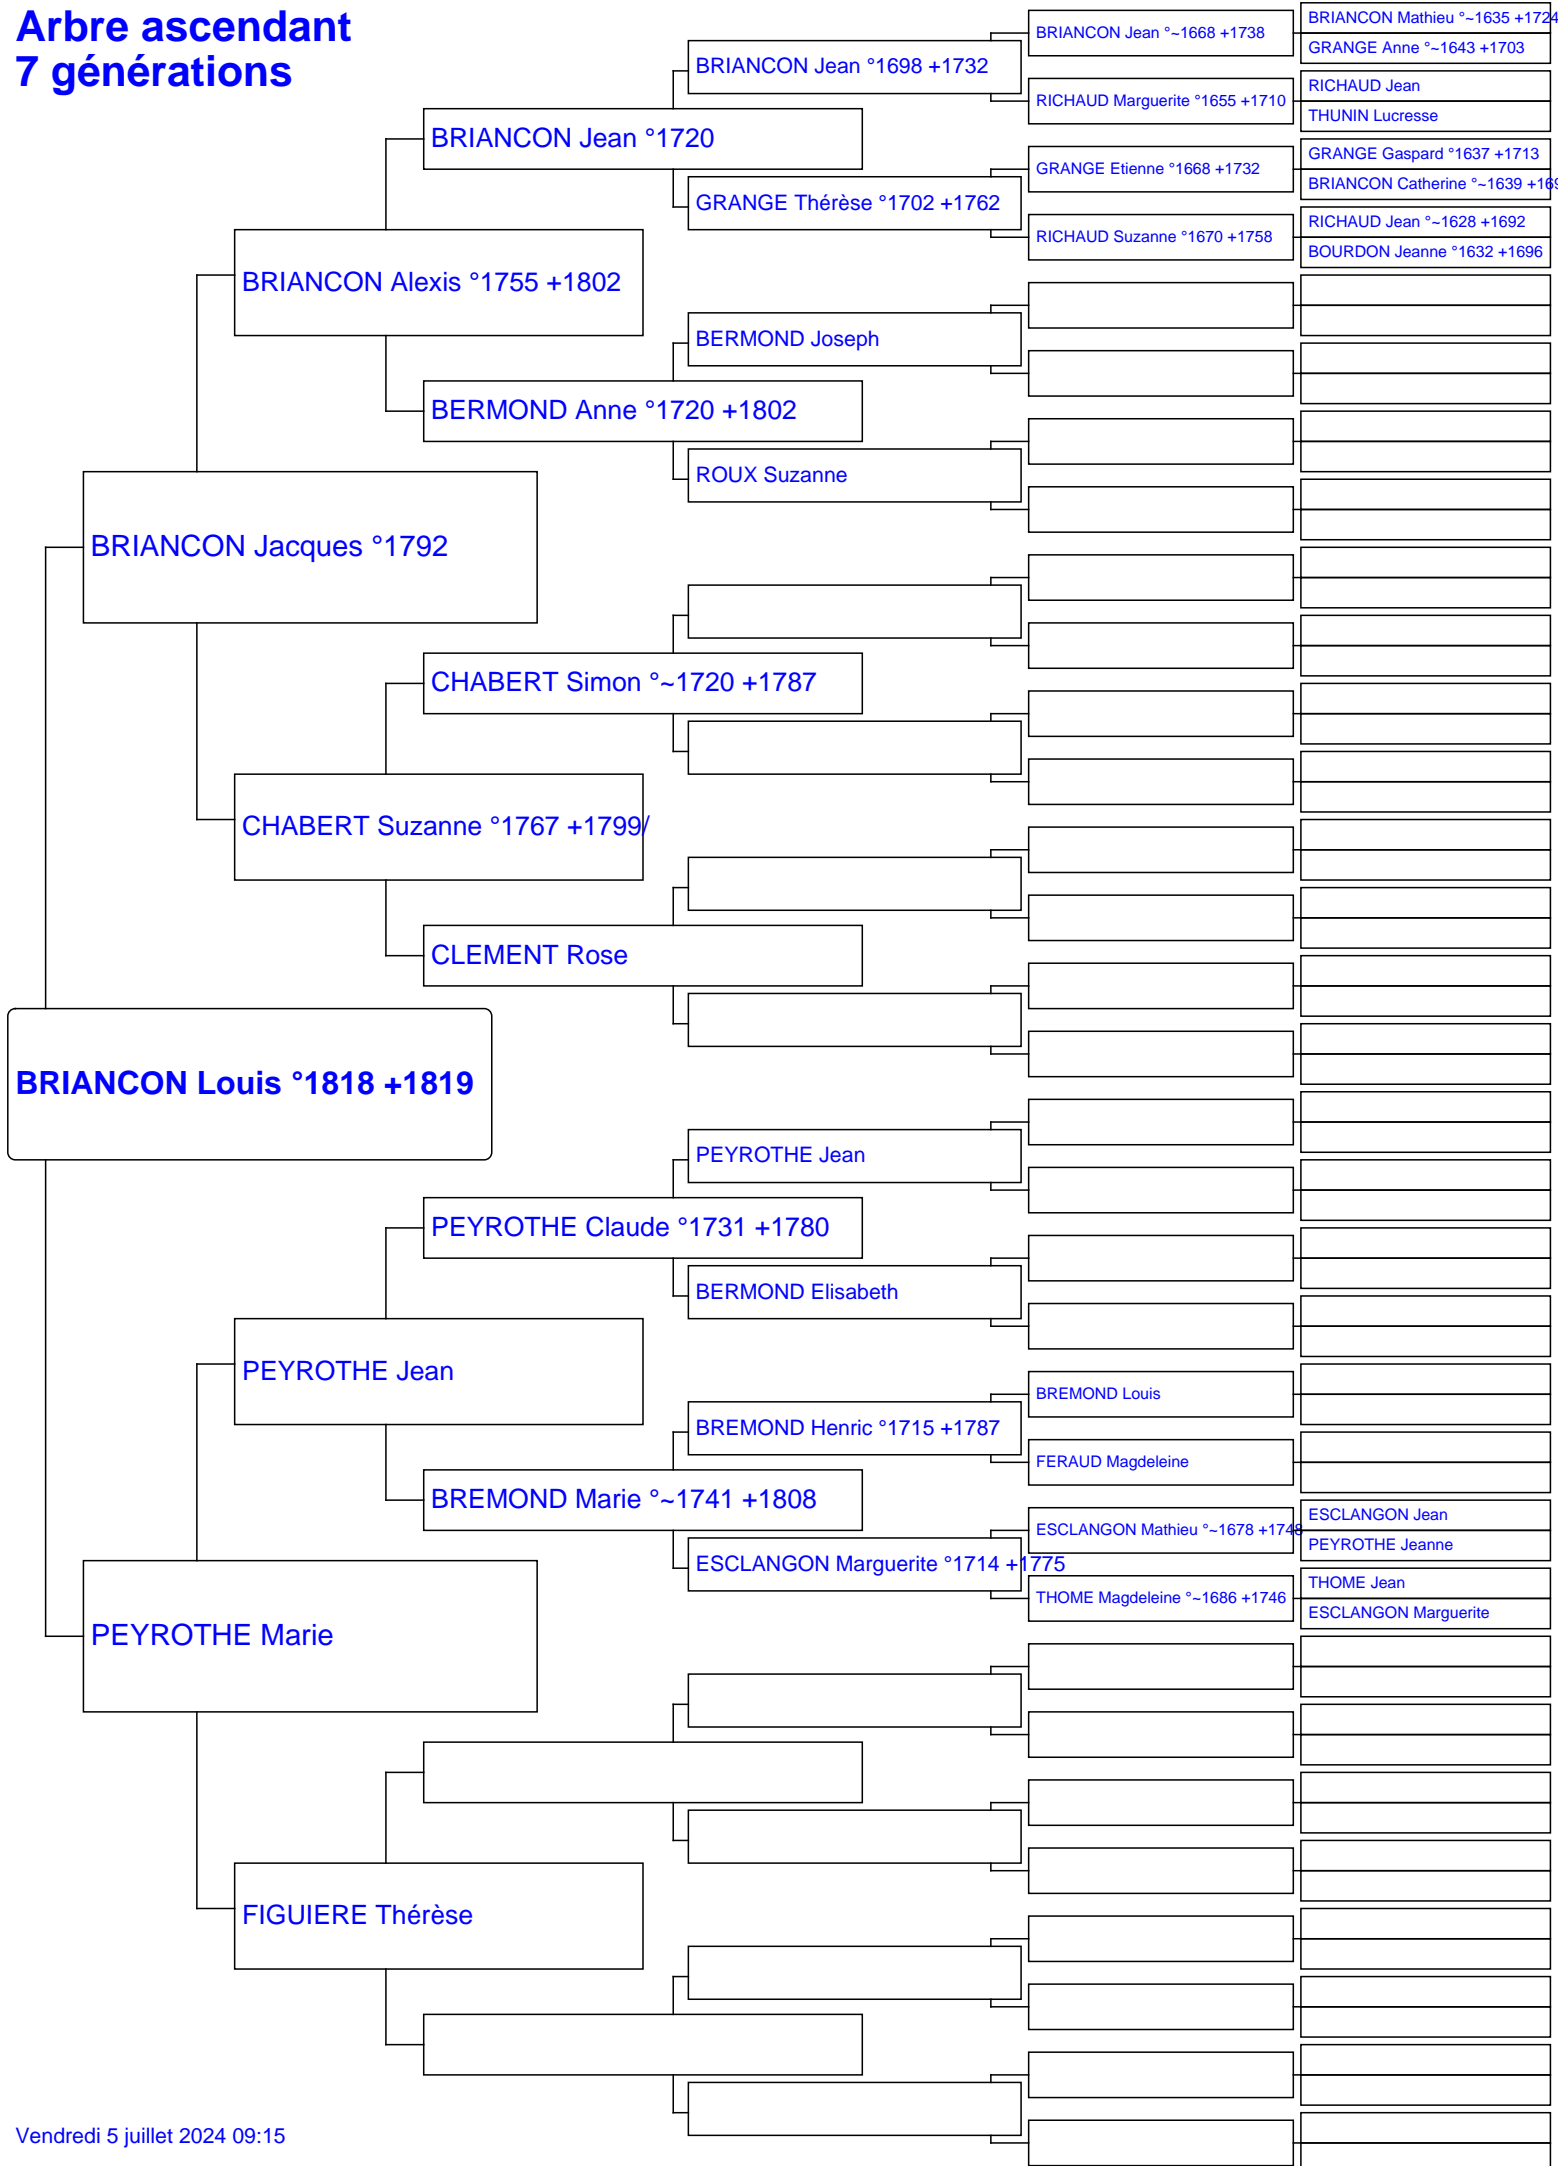 Arbre ascendant
7 générations
BRIANCON Mathieu °~1635 +1724
BRIANCON Jean °~1668 +1738
GRANGE Anne °~1643 +1703
BRIANCON Jean °1698 +1732
RICHAUD Jean
RICHAUD Marguerite °1655 +1710
THUNIN Lucresse
BRIANCON Jean °1720
GRANGE Gaspard °1637 +1713
GRANGE Etienne °1668 +1732
BRIANCON Catherine °~1639 +169
GRANGE Thérèse °1702 +1762
RICHAUD Jean °~1628 +1692
RICHAUD Suzanne °1670 +1758
BOURDON Jeanne °1632 +1696
BRIANCON Alexis °1755 +1802
BERMOND Joseph
BERMOND Anne °1720 +1802
ROUX Suzanne
BRIANCON Jacques °1792
CHABERT Simon °~1720 +1787
CHABERT Suzanne °1767 +1799/
CLEMENT Rose
BRIANCON Louis °1818 +1819
PEYROTHE Jean
PEYROTHE Claude °1731 +1780
BERMOND Elisabeth
PEYROTHE Jean
BREMOND Louis
BREMOND Henric °1715 +1787
FERAUD Magdeleine
BREMOND Marie °~1741 +1808
ESCLANGON Jean
ESCLANGON Mathieu °~1678 +1748
PEYROTHE Jeanne
ESCLANGON Marguerite °1714 +1775
THOME Jean
THOME Magdeleine °~1686 +1746
ESCLANGON Marguerite
PEYROTHE Marie
FIGUIERE Thérèse
Vendredi 5 juillet 2024 09:15